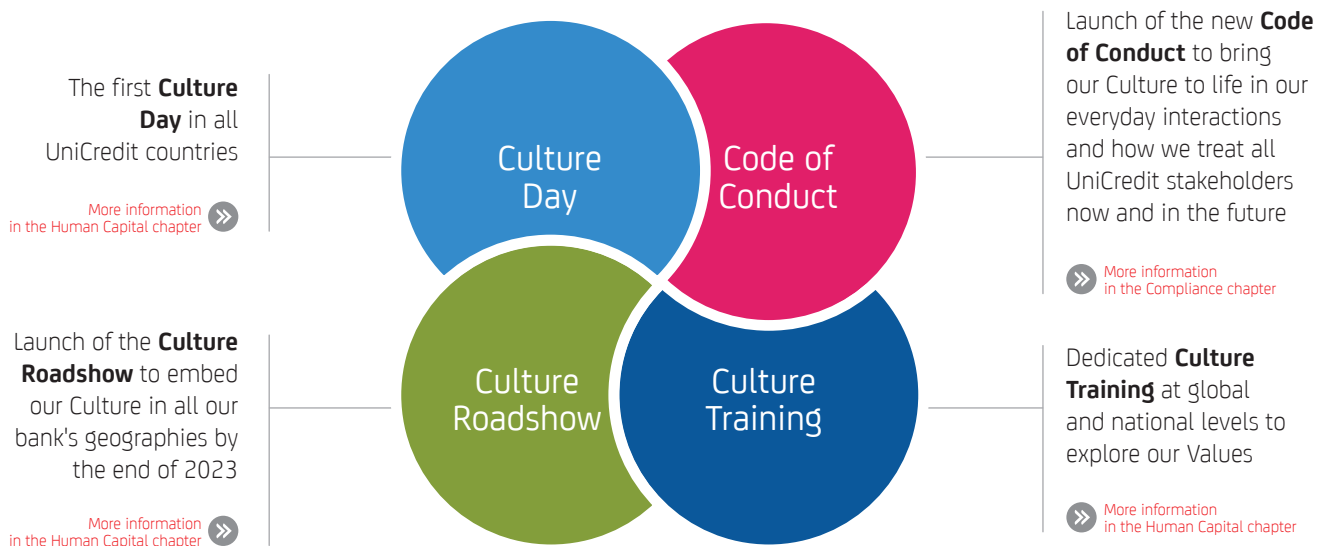 The first Culture
Day in all
UniCredit countries
More information
in the Human Capital chapter
Culture
Day
Code of
Conduct
Launch of the new Code
of Conduct to bring
our Culture to life in our
everyday interactions
and how we treat all
UniCredit stakeholders
now and in the future
More information
in the Compliance chapter
Launch of the Culture
Roadshow to embed
our Culture in all our
bank's geographies by
the end of 2023
More information
in the Human Capital chapter
Culture
Roadshow
Culture
Training
Dedicated Culture
Training at global
and national levels to
explore our Values
More information
in the Human Capital chapter